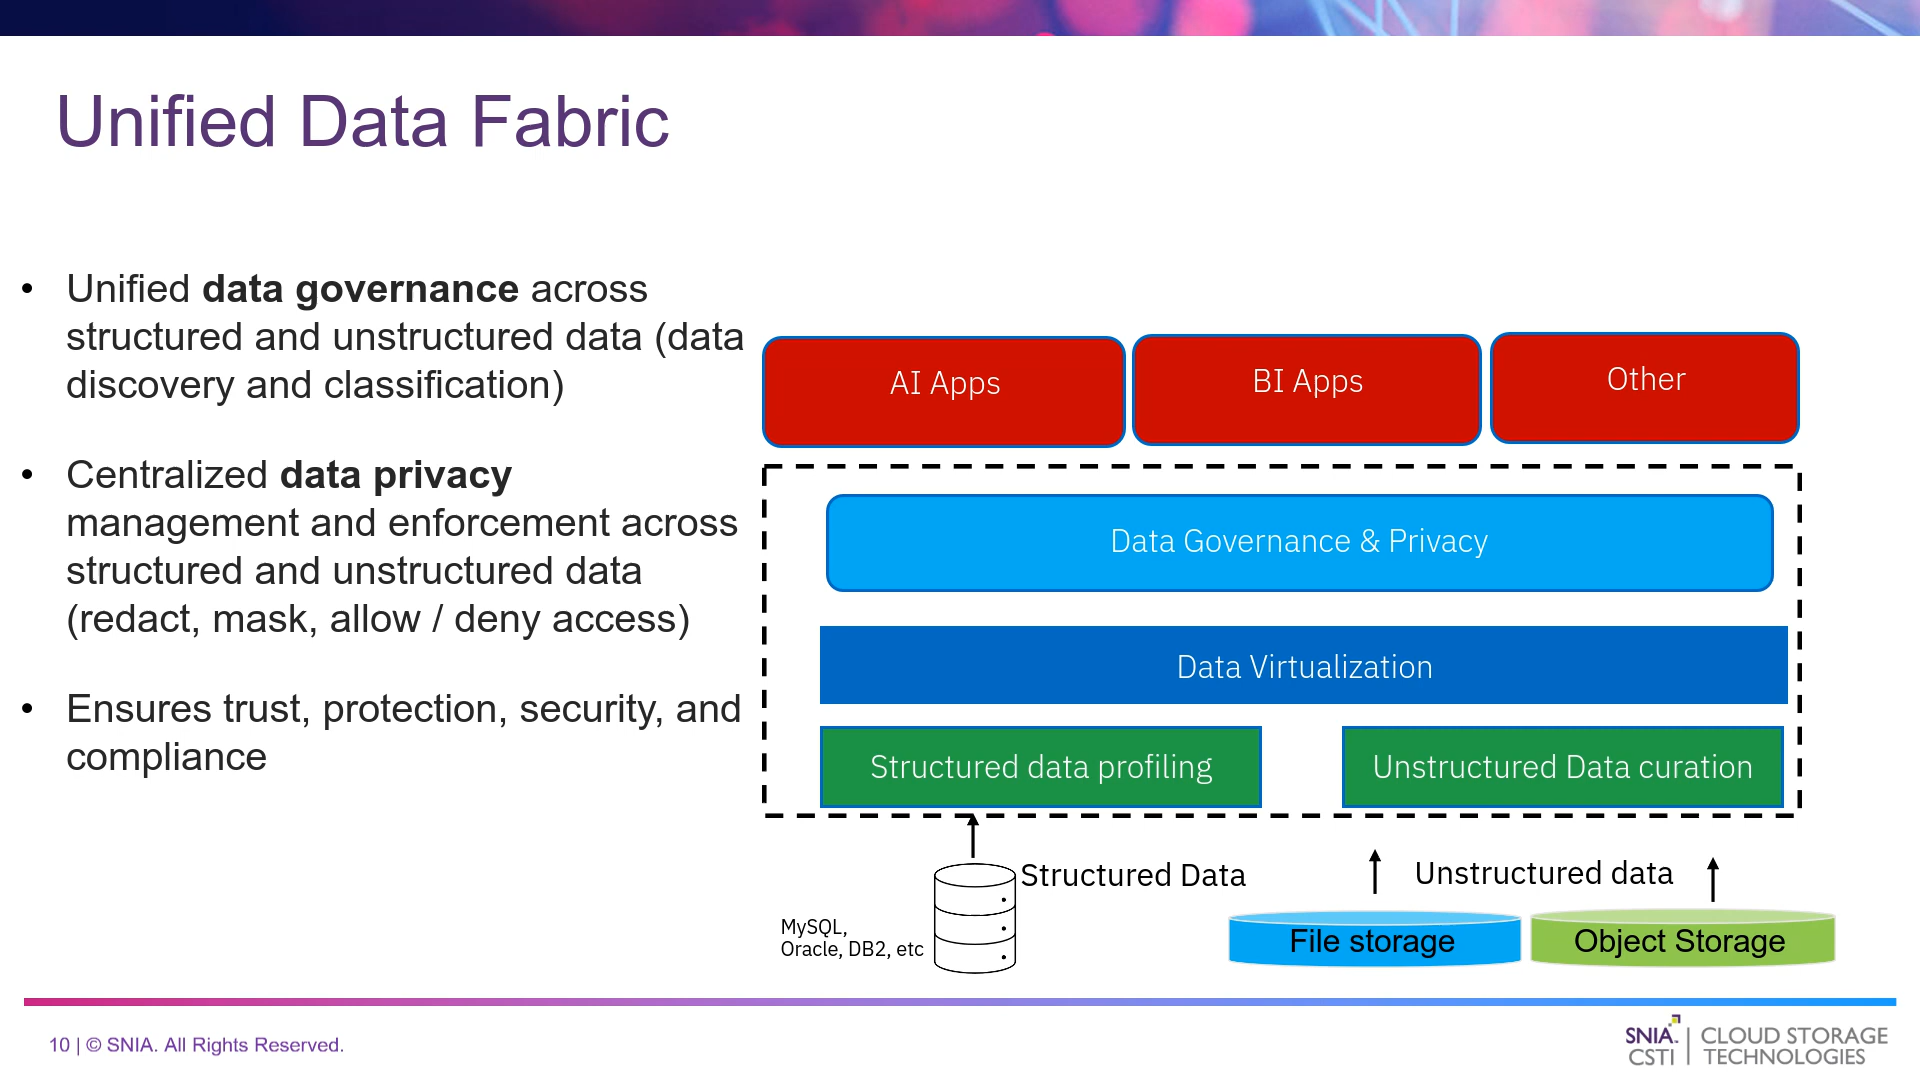 Unified Data Fabric
• Unified data governance across
structured and unstructured data (data
discovery and classification)
• Centralized data privacy
management and enforcement across
structured and unstructured data
(redact, mask, allow / deny access)
• Ensures trust, protection, security, and
compliance
AI Apps
BI Apps
Other
Data Governance & Privacy
Data Virtualization
Structured data profiling
Unstructured Data curation
Structured Data
Unstructured data
MySQL,
Oracle, DB2, etc
File storage
Object Storage
10 | © SNIA. All Rights Reserved.
SNIA.
CSTI
CLOUD STORAGE
TECHNOLOGIES